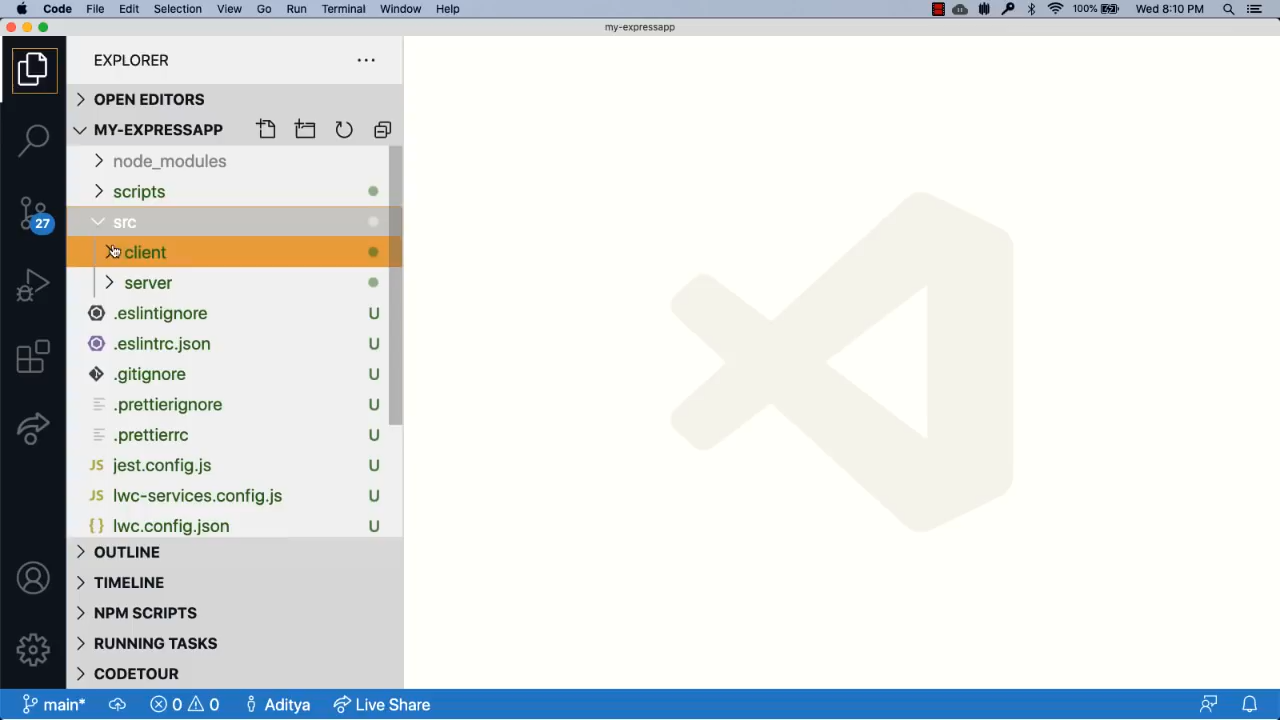 Code File Edit Selection View Go Run Terminal Window Help 100% Wed 8:10 PM
my-expressapp
EXPLORER
OPEN EDITORS
MY-EXPRESSAPP
node_modules
scripts
src
27
client
server
.eslintignore U
.eslintrc.json U
.gitignore U
.prettierignore U
.prettierrc U
JS jest.config.js U
JS lwc-services.config.js U
{} lwc.config.json U
OUTLINE
TIMELINE
NPM SCRIPTS
RUNNING TASKS
CODETOUR
main* 0 0 Aditya Live Share